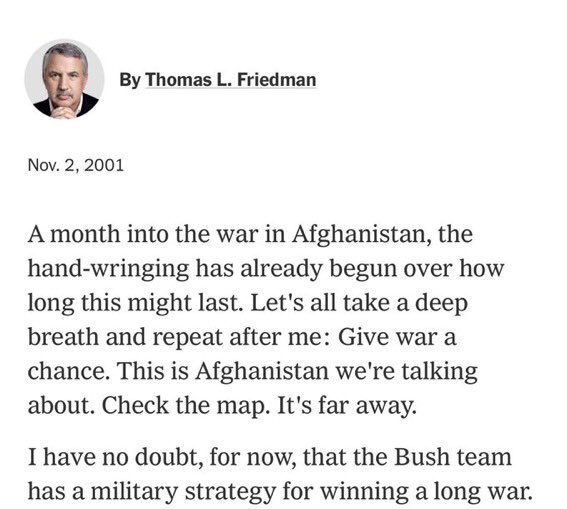 By Thomas L. Friedman
Nov. 2, 2001
A month into the war in Afghanistan, the
hand-wringing has already begun over how
long this might last. Let's all take a deep
breath and repeat after me: Give war a
chance. This is Afghanistan we're talking
about. Check the map. It's far away.
I have no doubt, for now, that the Bush team
has a military strategy for winning a long war.